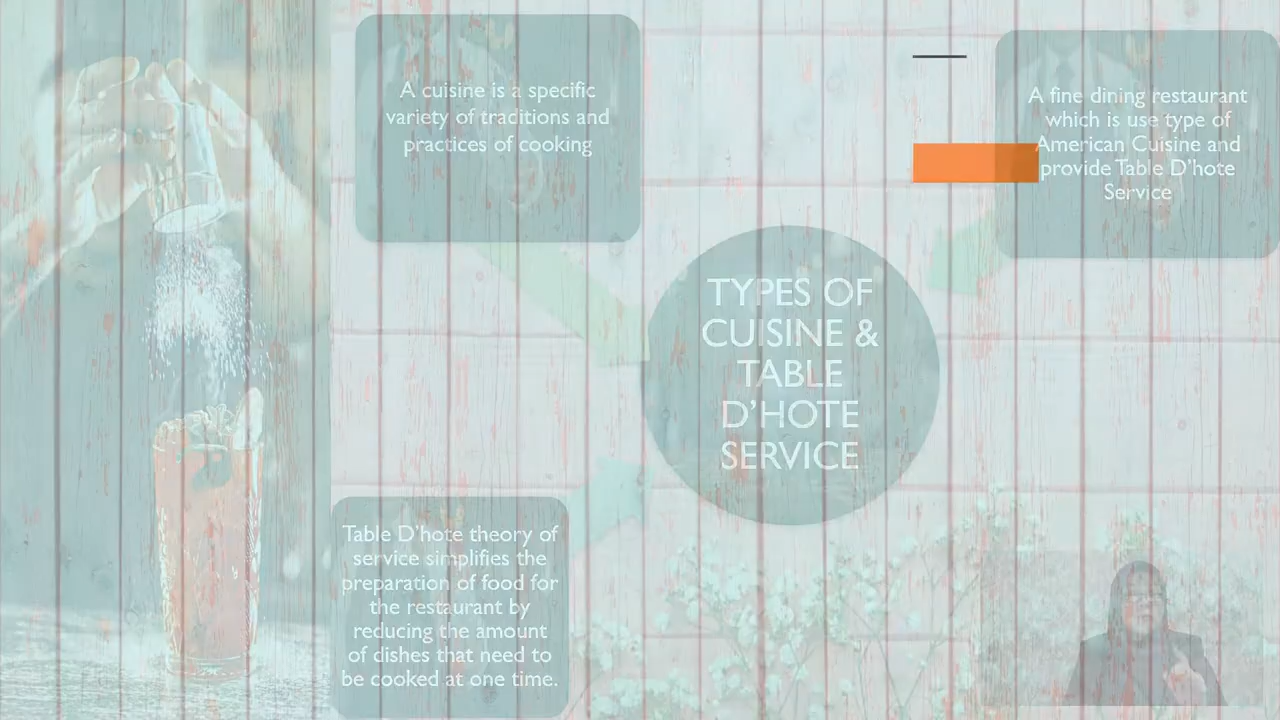 A cuisine is a specific
variety of traditions and
practices of cooking
A fine dining restaurant
which is use type of
American Cuisine and
provide Table D'hote
Service
TYPES OF
CUISINE &
TABLE
D'HOTE
SERVICE
Table D'hote theory of
service simplifies the
preparation of food for
the restaurant by
reducing the amount
of dishes that need to
be cooked at one time.